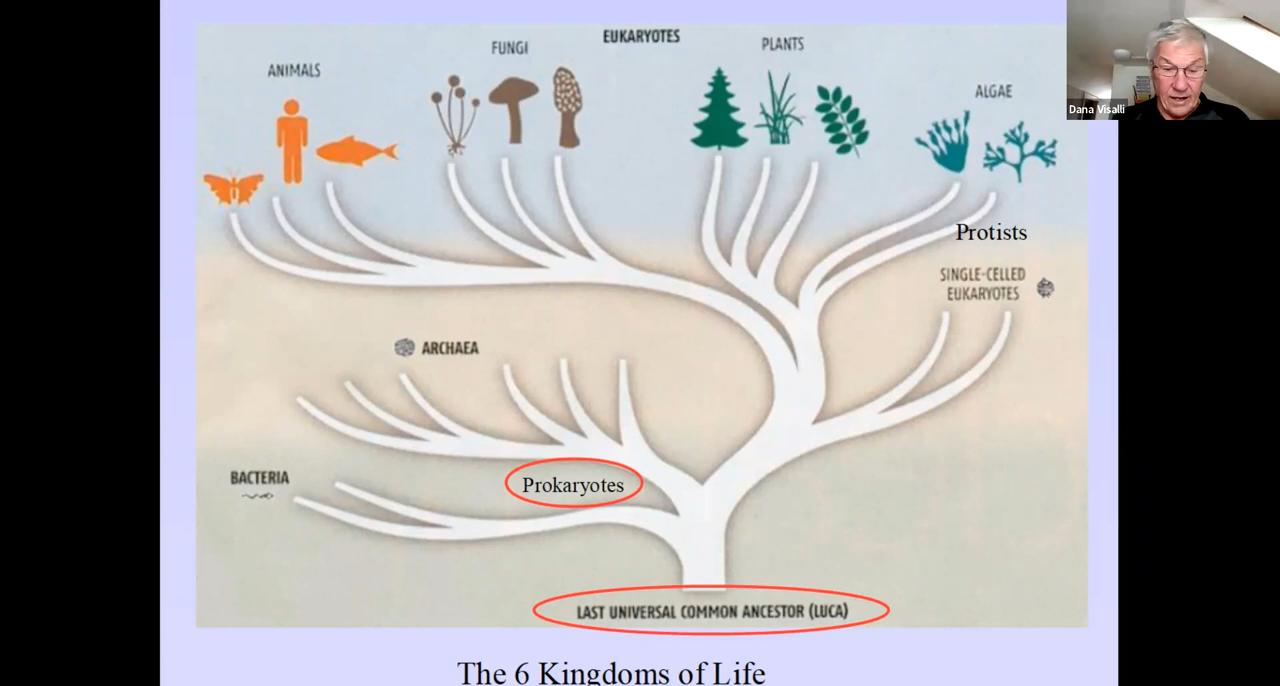 EUKARYOTES
FUNGI
PLANTS
ANIMALS
ALGAE
Dana Visalli
Protists
SINGLE-CELLED
EUKARYOTES
ARCHAEA
BACTERIA
Prokaryotes
LAST UNIVERSAL COMMON ANCESTOR (LUCA)
The 6 Kingdoms of Life